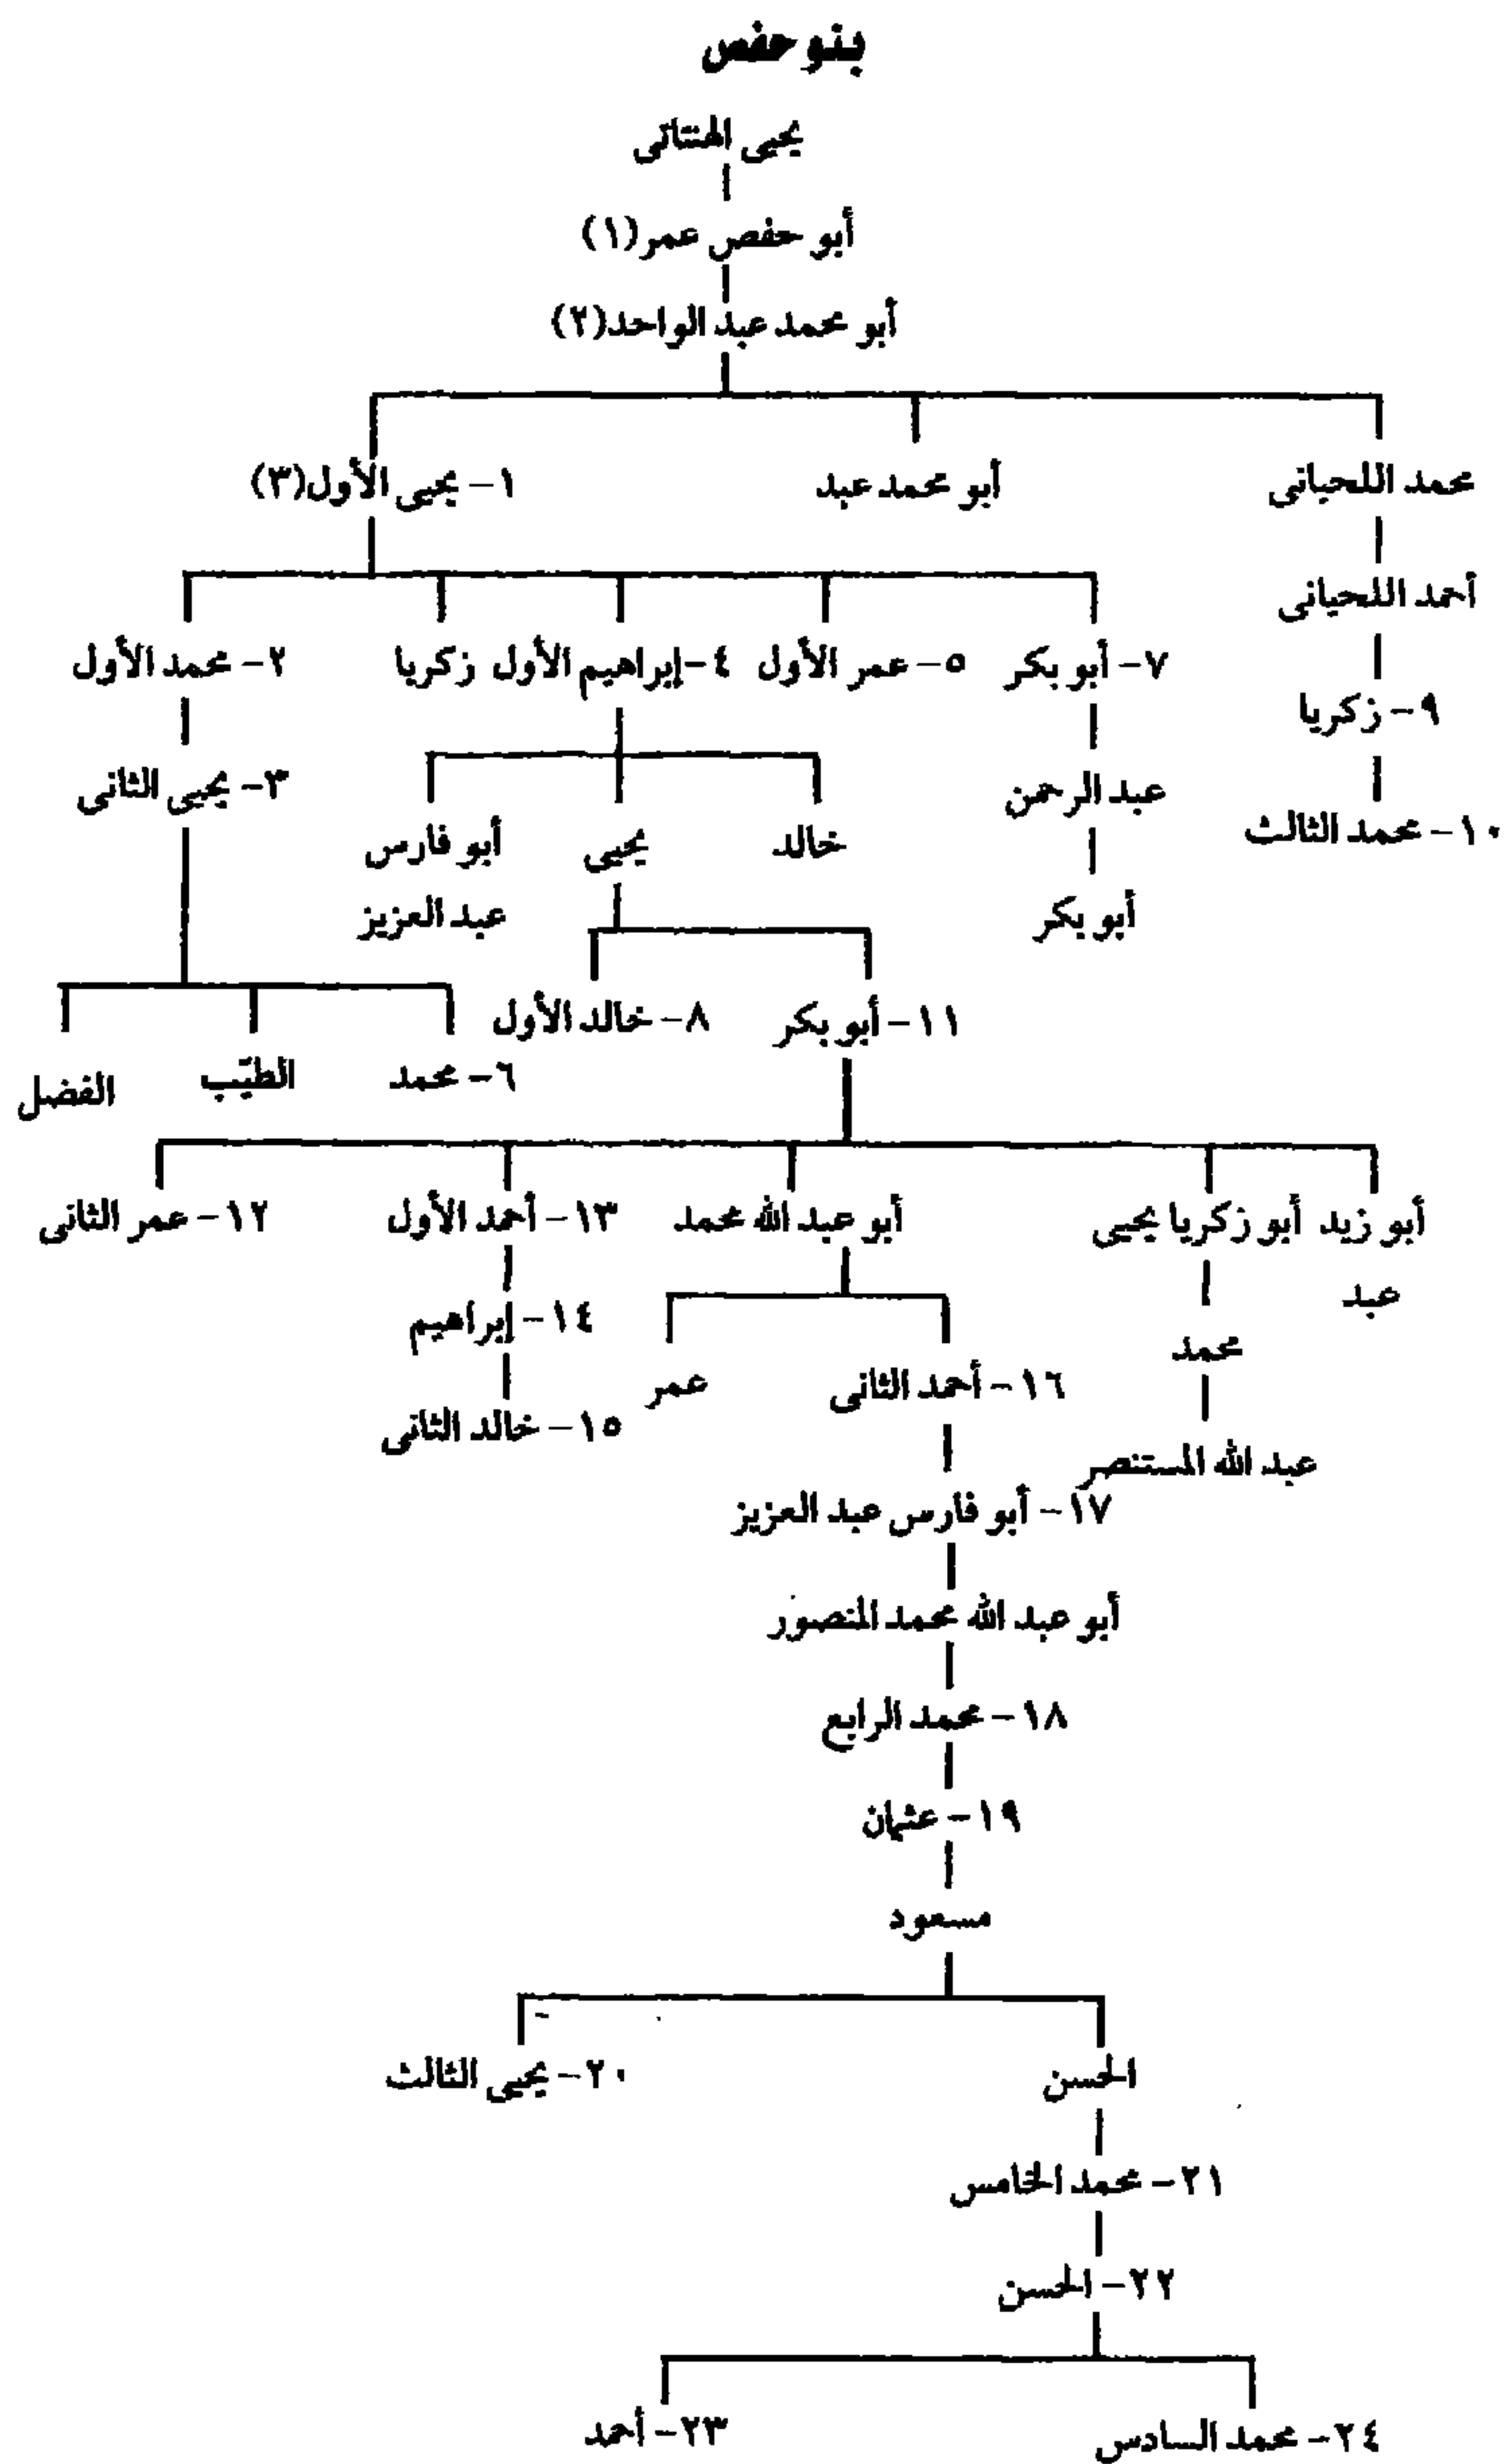 بنو حفص
يحيى الهنتاتى
أبو حفص عمر (١)
أبو محمد عبد الواحد (٢)
محمد اللحيانى
أبو محمد عبد
١- يحيى الأول (٣)
أحمد اللحيانى
٧- أبو بكر
٥- عمر الأول
٤- إبراهيم الأول
زكريا
٢- محمد الأول
٩- زكريا
عبد الرحمن
٣- يحيى الثانى
١٠- محمد الثالث
خالد
يحيى
أبو فارس
عبد العزيز
أبو بكر
١١- أبو بكر
٨- خالد الأول
٦- محمد
الطيّب
الفضل
أبو زيد
عبد
أبو زكريا يحيى
أبو عبد الله محمد
١٣- أحمد الأول
١٢- عمر الثانى
١٤- إبراهيم
محمد
١٦- أحمد الثانى
عمر
١٥- خالد الثانى
عبد الله المستنصر
١٧- أبو فارس عبد العزيز
أبو عبد الله محمد المنصور
١٨- محمد الرابع
١٩- عثمان
مسعود
الحسن
٢٠- يحيى الثالث
٢١- محمد الخامس
٢٢- الحسن
٢٤- محمد السادس
٢٣- أحمد